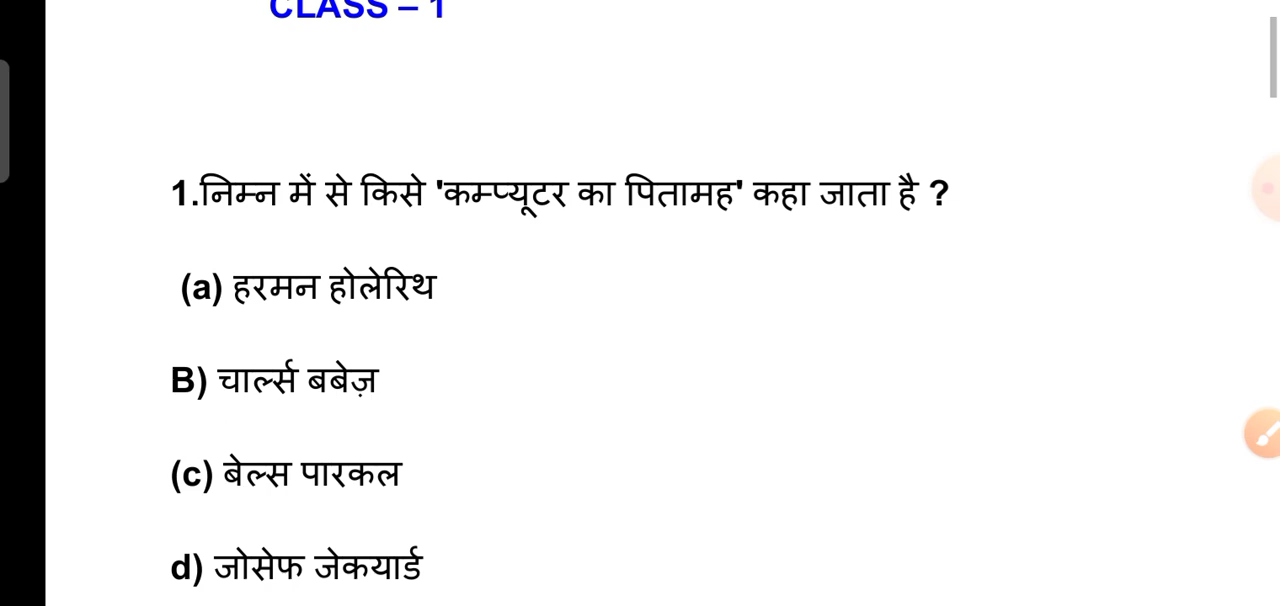 CLASS – 1
1.निम्न में से किसे 'कम्प्यूटर का पितामह' कहा जाता है ?
(a) हरमन होलेरिथ
B) चार्ल्स बबेज़
(c) बेल्स पारकल
d) जोसेफ जेकयार्ड